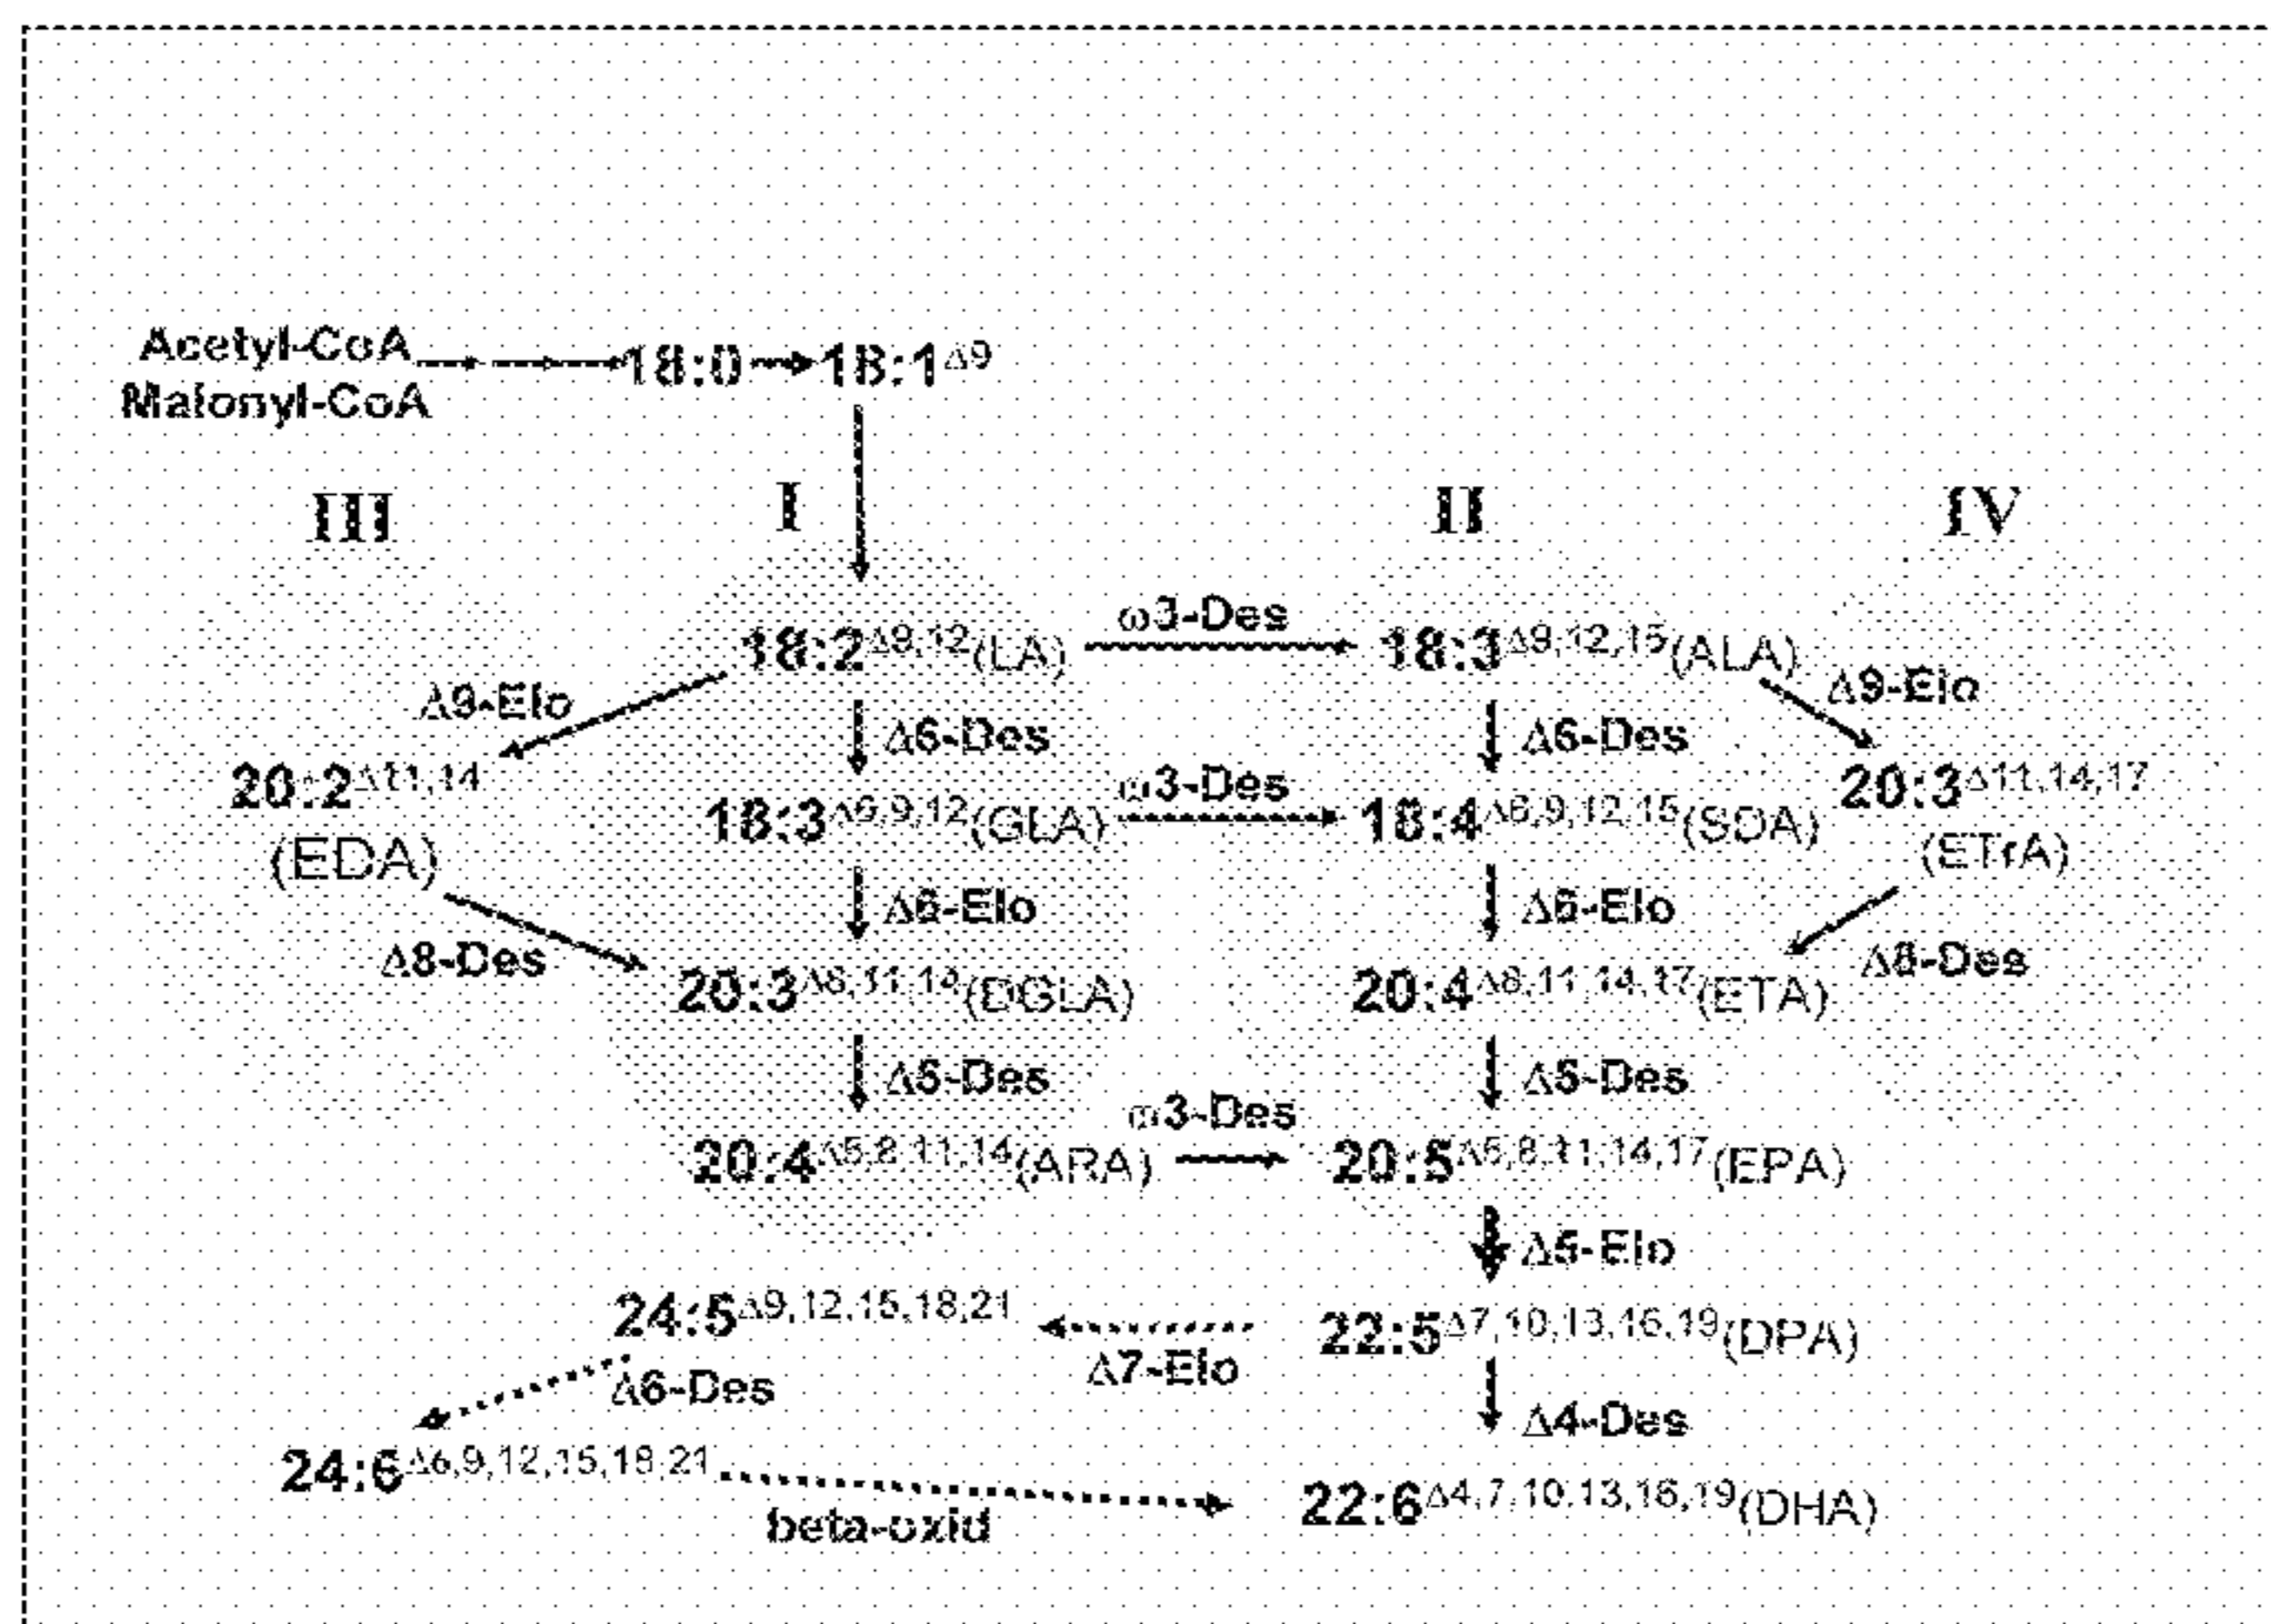 Acetyl-CoA
Malonyl-CoA
18:0
18:1Δ9
III
I
II
IV
18:2Δ9,12(LA)
ω3-Des
18:3Δ9,12,15(ALA)
Δ9-Elo
Δ6-Des
Δ6-Des
Δ9-Elo
20:2Δ11,14
(EDA)
18:3Δ6,9,12(GLA)
ω3-Des
18:4Δ6,9,12,15(SDA)
20:3Δ11,14,17
(ETrA)
Δ6-Elo
Δ6-Elo
Δ8-Des
Δ8-Des
20:3Δ8,11,14(DGLA)
20:4Δ8,11,14,17(ETA)
Δ5-Des
Δ5-Des
20:4Δ5,8,11,14(ARA)
ω3-Des
20:5Δ5,8,11,14,17(EPA)
Δ5-Elo
24:5Δ9,12,15,18,21
Δ7-Elo
22:5Δ7,10,13,16,19(DPA)
Δ6-Des
Δ4-Des
24:6Δ6,9,12,15,18,21
beta-oxid
22:6Δ4,7,10,13,16,19(DHA)